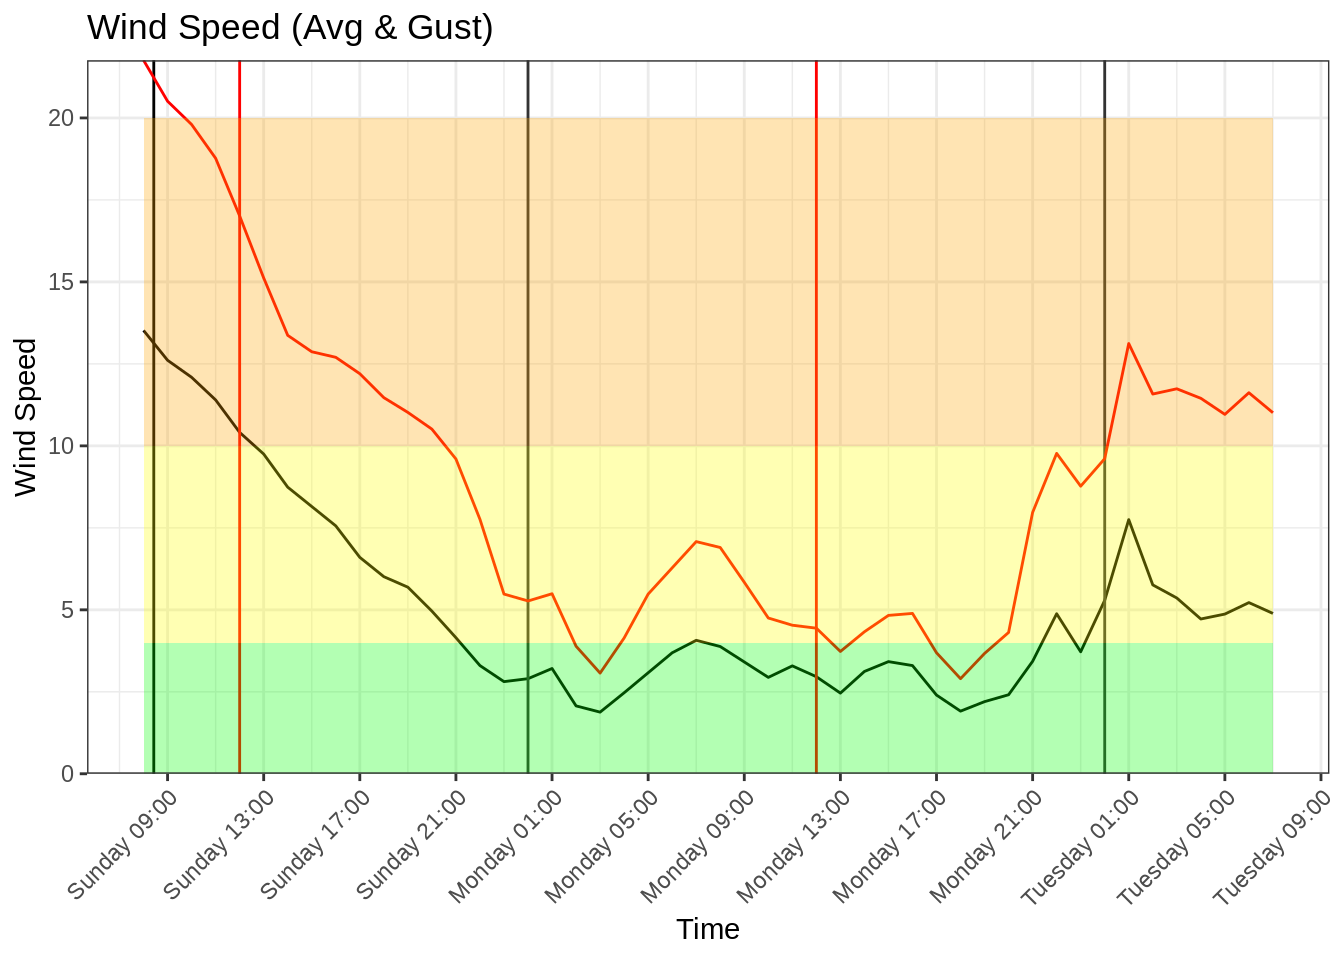 Wind Speed (Avg & Gust)
Wind Speed
20
15
10
5
0
Sunday 09:00
Sunday 13:00
Sunday 17:00
Sunday 21:00
Monday 01:00
Monday 05:00
Monday 09:00
Monday 13:00
Monday 17:00
Monday 21:00
Tuesday 01:00
Tuesday 05:00
Tuesday 09:00
Time